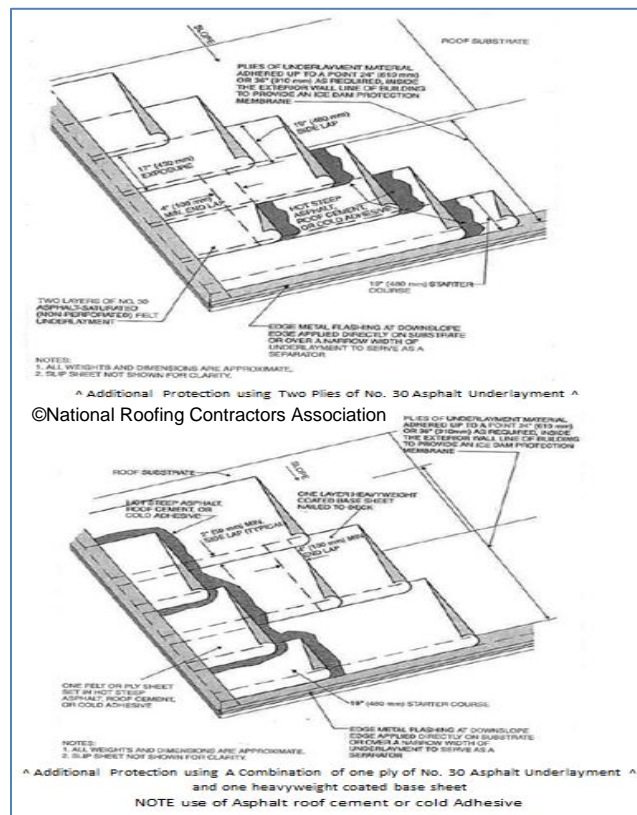 SLOPE
ROOF SUBSTRATE
PLIES OF UNDERLAYMENT MATERIAL
ADHERED UP TO A POINT 24" (610 mm)
OR 36" (910 mm) AS REQUIRED, INSIDE
THE EXTERIOR WALL LINE OF BUILDING
TO PROVIDE AN ICE DAM PROTECTION
MEMBRANE
19" (480 mm)
SIDE LAP
17" (430 mm)
EXPOSURE
4" (100 mm)
MIN. END LAP
HOT STEEP
ASPHALT,
ROOF CEMENT,
OR COLD ADHESIVE
19" (480 mm) STARTER
COURSE
TWO LAYERS OF NO. 30
ASPHALT-SATURATED
(NON-PERFORATED) FELT
UNDERLAYMENT
EDGE METAL FLASHING AT DOWNSLOPE
EDGE APPLIED DIRECTLY ON SUBSTRATE
OR OVER A NARROW WIDTH OF
UNDERLAYMENT TO SERVE AS A
SEPARATOR
NOTES:
1. ALL WEIGHTS AND DIMENSIONS ARE APPROXIMATE.
2. SLIP SHEET NOT SHOWN FOR CLARITY.
^ Additional Protection using Two Plies of No. 30 Asphalt Underlayment ^
©National Roofing Contractors Association
PLIES OF UNDERLAYMENT MATERIAL
ADHERED UP TO A POINT 24" (610 mm)
OR 36" (910 mm) AS REQUIRED, INSIDE
THE EXTERIOR WALL LINE OF BUILDING
TO PROVIDE AN ICE DAM PROTECTION
MEMBRANE
SLOPE
ROOF SUBSTRATE
HOT STEEP ASPHALT,
ROOF CEMENT, OR
COLD ADHESIVE
ONE LAYER HEAVYWEIGHT
COATED BASE SHEET
NAILED TO DECK
2" (50 mm) MIN.
SIDE LAP (TYPICAL)
4" (100 mm) MIN.
END LAP
ONE FELT OR PLY SHEET
SET IN HOT STEEP
ASPHALT, ROOF CEMENT,
OR COLD ADHESIVE
19" (480 mm) STARTER COURSE
EDGE METAL FLASHING AT DOWNSLOPE
EDGE APPLIED DIRECTLY ON SUBSTRATE
OR OVER A NARROW WIDTH OF
UNDERLAYMENT TO SERVE AS A
SEPARATOR
NOTES:
1. ALL WEIGHTS AND DIMENSIONS ARE APPROXIMATE.
2. SLIP SHEET NOT SHOWN FOR CLARITY.
^ Additional Protection using A Combination of one ply of No. 30 Asphalt Underlayment ^
and one heavyweight coated base sheet
NOTE use of Asphalt roof cement or cold Adhesive